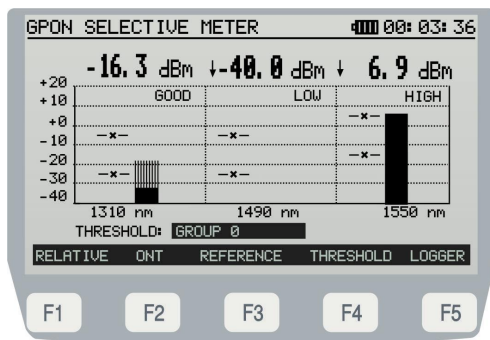 GPON SELECTIVE METER 00: 03: 36
-16. 3 dBm ↓-40. 0 dBm ↓ 6. 9 dBm
+20
+10 GOOD LOW HIGH
+0
-10
-20
-30
-40
1310 nm 1490 nm 1550 nm
THRESHOLD: GROUP 0
RELATIVE ONT REFERENCE THRESHOLD LOGGER
F1 F2 F3 F4 F5